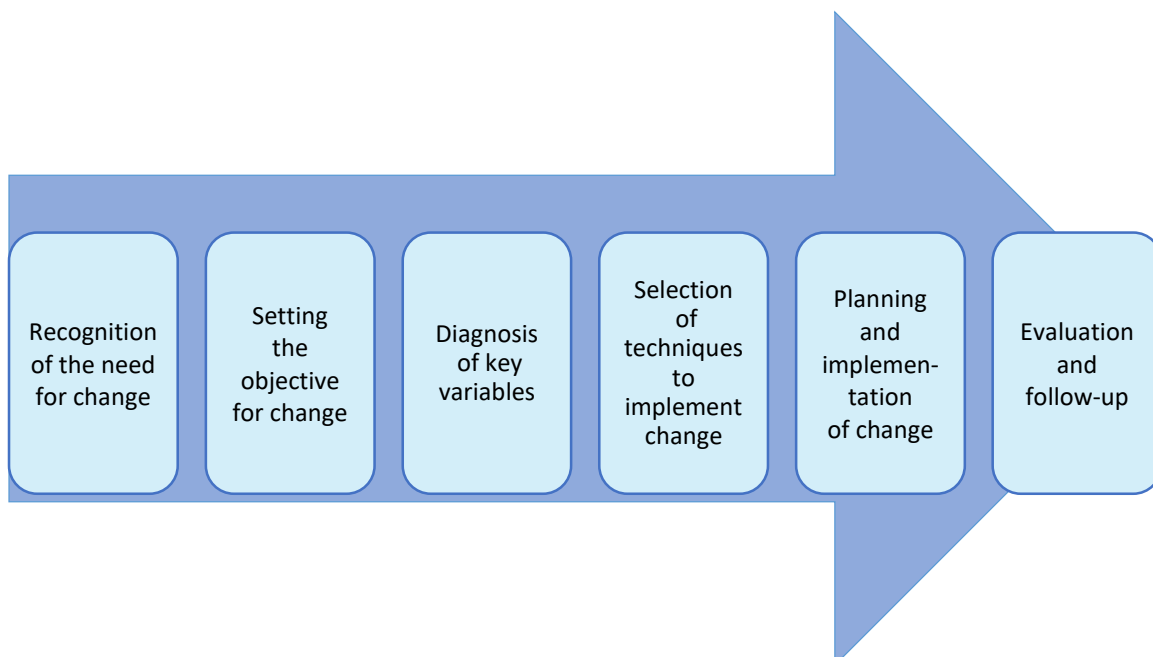 Recognition
of the need
for change
Setting
the
objective
for change
Diagnosis
of key
variables
Selection
of
techniques
to
implement
change
Planning
and
implemen-
tation
of change
Evaluation
and
follow-up